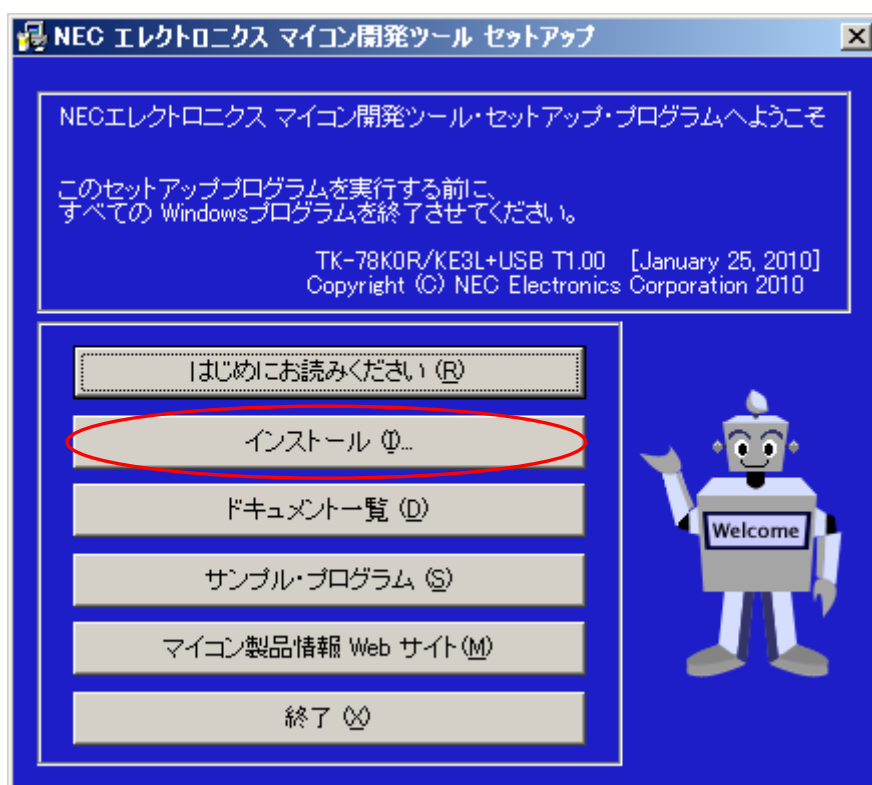 NEC エレクトロニクス マイコン開発ツール セットアップ
NECエレクトロニクス マイコン開発ツール・セットアップ・プログラムへようこそ
このセットアッププログラムを実行する前に、
すべての Windowsプログラムを終了させてください。
TK-78K0R/KE3L+USB T1.00 [January 25, 2010]
Copyright (C) NEC Electronics Corporation 2010
はじめにお読みください (R)
インストール (I)...
ドキュメント一覧 (D)
サンプル・プログラム (S)
マイコン製品情報 Web サイト(M)
終了 (X)
Welcome